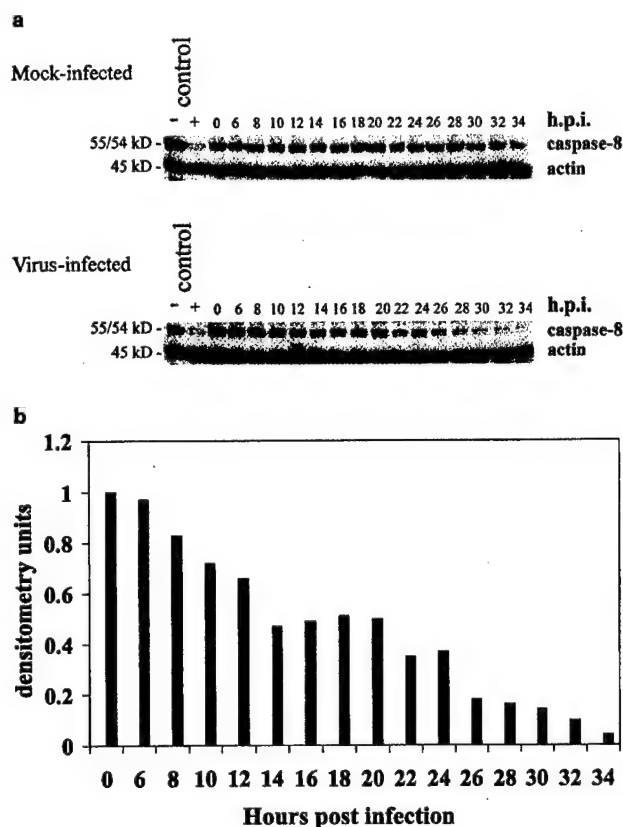 a
Mock-infected
control
- + 0 6 8 10 12 14 16 18 20 22 24 26 28 30 32 34 h.p.i.
55/54 kD - caspase-8
45 kD - actin
Virus-infected
control
- + 0 6 8 10 12 14 16 18 20 22 24 26 28 30 32 34 h.p.i.
55/54 kD - caspase-8
45 kD - actin
b
densitometry units
1.2
1
0.8
0.6
0.4
0.2
0
0 6 8 10 12 14 16 18 20 22 24 26 28 30 32 34
Hours post infection